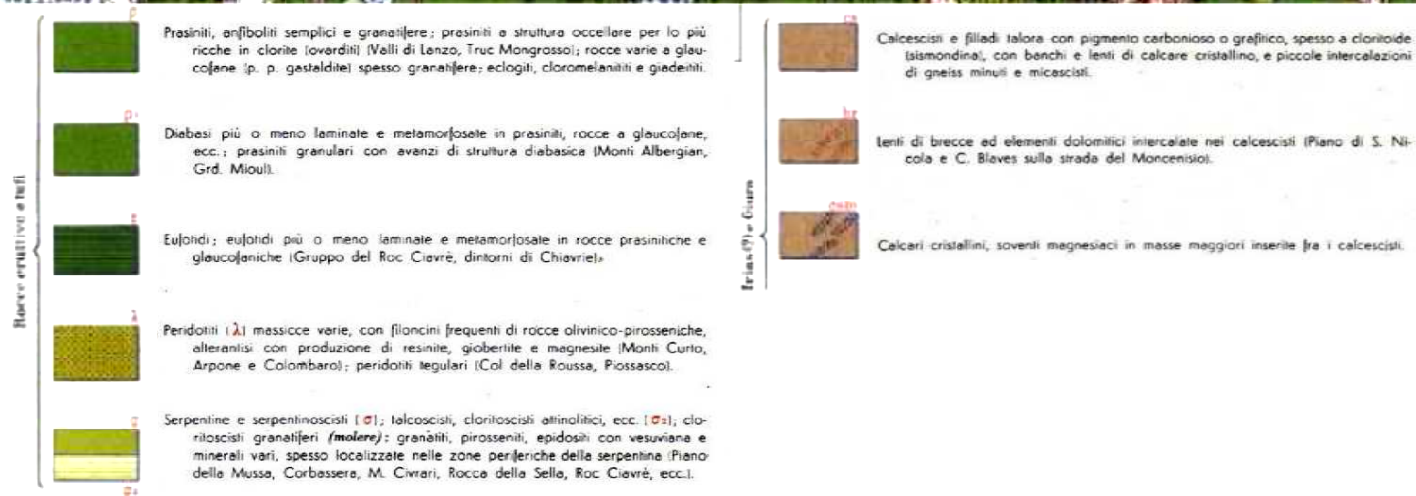 Rocce eruttive e tufi
p
Prasiniti, anfiboliti semplici e granatifere; prasiniti a struttura occellare per lo più
ricche in clorite (ovarditi) (Valli di Lanzo, Truc Mongrosso); rocce varie a glau-
cofane (p. p. gastaldite) spesso granatifere; eclogiti, cloromelanititi e giadeititi.
Diabasi più o meno laminate e metamorfosate in prasiniti, rocce a glaucofane,
ecc.; prasiniti granulari con avanzi di struttura diabasica (Monti Albergian,
Grd. Mioul).
Eufotidi; eufotidi più o meno laminate e metamorfosate in rocce prasinitiche e
glaucofaniche (Gruppo del Roc Ciavrè, dintorni di Chiavrie).
λ
Peridotiti (λ) massicce varie, con filoncini frequenti di rocce olivinico-pirosseniche,
alterantisi con produzione di resinite, giobertite e magnesite (Monti Curto,
Arpone e Colombaro); peridotiti tegulari (Col della Roussa, Piossasco).
σ
Serpentine e serpentinoscisti (σ); talcoscisti, cloritoscisti attinolitici, ecc. (σ₂); clo-
ritoscisti granatiferi (molere); granatiti, pirosseniti, epidositi con vesuviana e
minerali vari, spesso localizzate nelle zone periferiche della serpentina (Piano
della Mussa, Corbassera, M. Civrari, Rocca della Sella, Roc Ciavrè, ecc.).
σ₂
Trias(?) e Giura
cs
Calcescisti e filladi talora con pigmento carbonioso o grafitico, spesso a cloritoide
(sismondina), con banchi e lenti di calcare cristallino, e piccole intercalazioni
di gneiss minuti e micascisti.
br
Lenti di brecce ad elementi dolomitici intercalate nei calcescisti (Piano di S. Ni-
cola e C. Blaves sulla strada del Moncenisio).
Calcari cristallini, soventi magnesiaci in masse maggiori inserite fra i calcescisti.